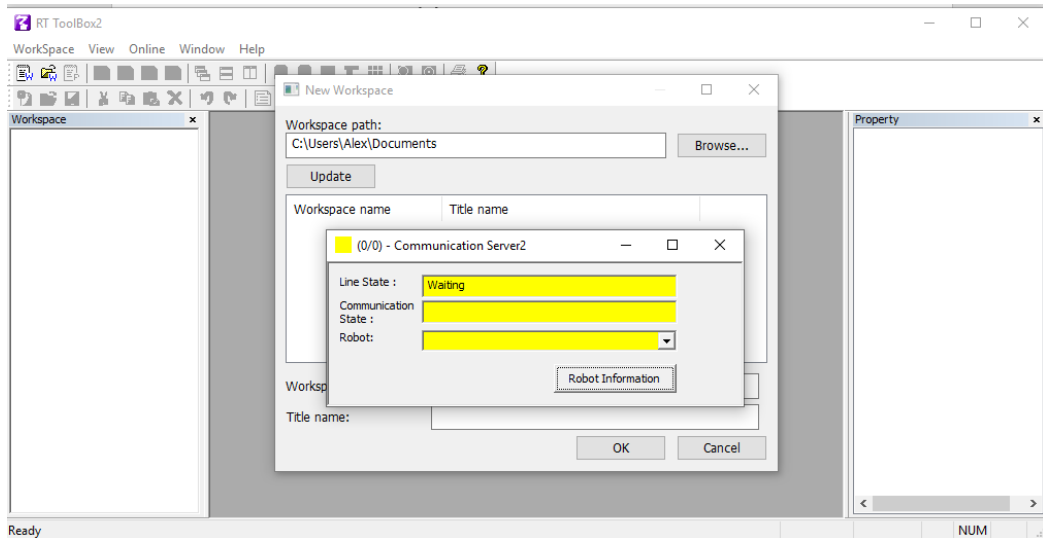 RT ToolBox2
WorkSpace View Online Window Help
New Workspace
Workspace
Property
Workspace path:
C:\Users\Alex\Documents
Browse...
Update
Workspace name Title name
(0/0) - Communication Server2
Line State :
Waiting
Communication
State :
Robot:
Robot Information
Worksp
Title name:
OK Cancel
Ready
NUM